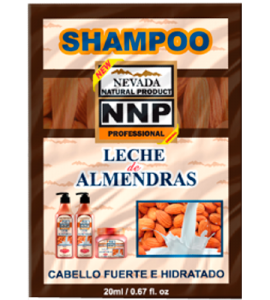 SHAMPOO
NEW
NEVADA
NATURAL PRODUCT
NNP
PROFESSIONAL
LECHE
de
ALMENDRAS
CABELLO FUERTE E HIDRATADO
20ml / 0.67 fl. oz